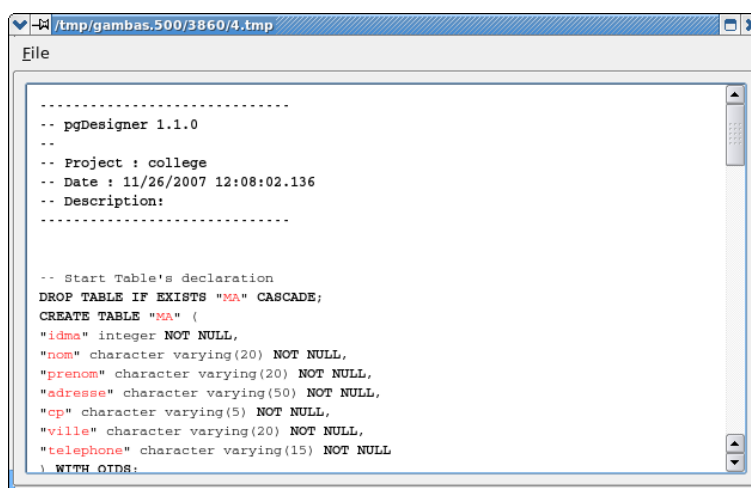 /tmp/gambas.500/3860/4.tmp
File
------------------------------
-- pgDesigner 1.1.0
--
-- Project : college
-- Date : 11/26/2007 12:08:02.136
-- Description:
------------------------------
-- Start Table's declaration
DROP TABLE IF EXISTS "MA" CASCADE;
CREATE TABLE "MA" (
"idma" integer NOT NULL,
"nom" character varying(20) NOT NULL,
"prenom" character varying(20) NOT NULL,
"adresse" character varying(50) NOT NULL,
"cp" character varying(5) NOT NULL,
"ville" character varying(20) NOT NULL,
"telephone" character varying(15) NOT NULL
) WITH OIDS;